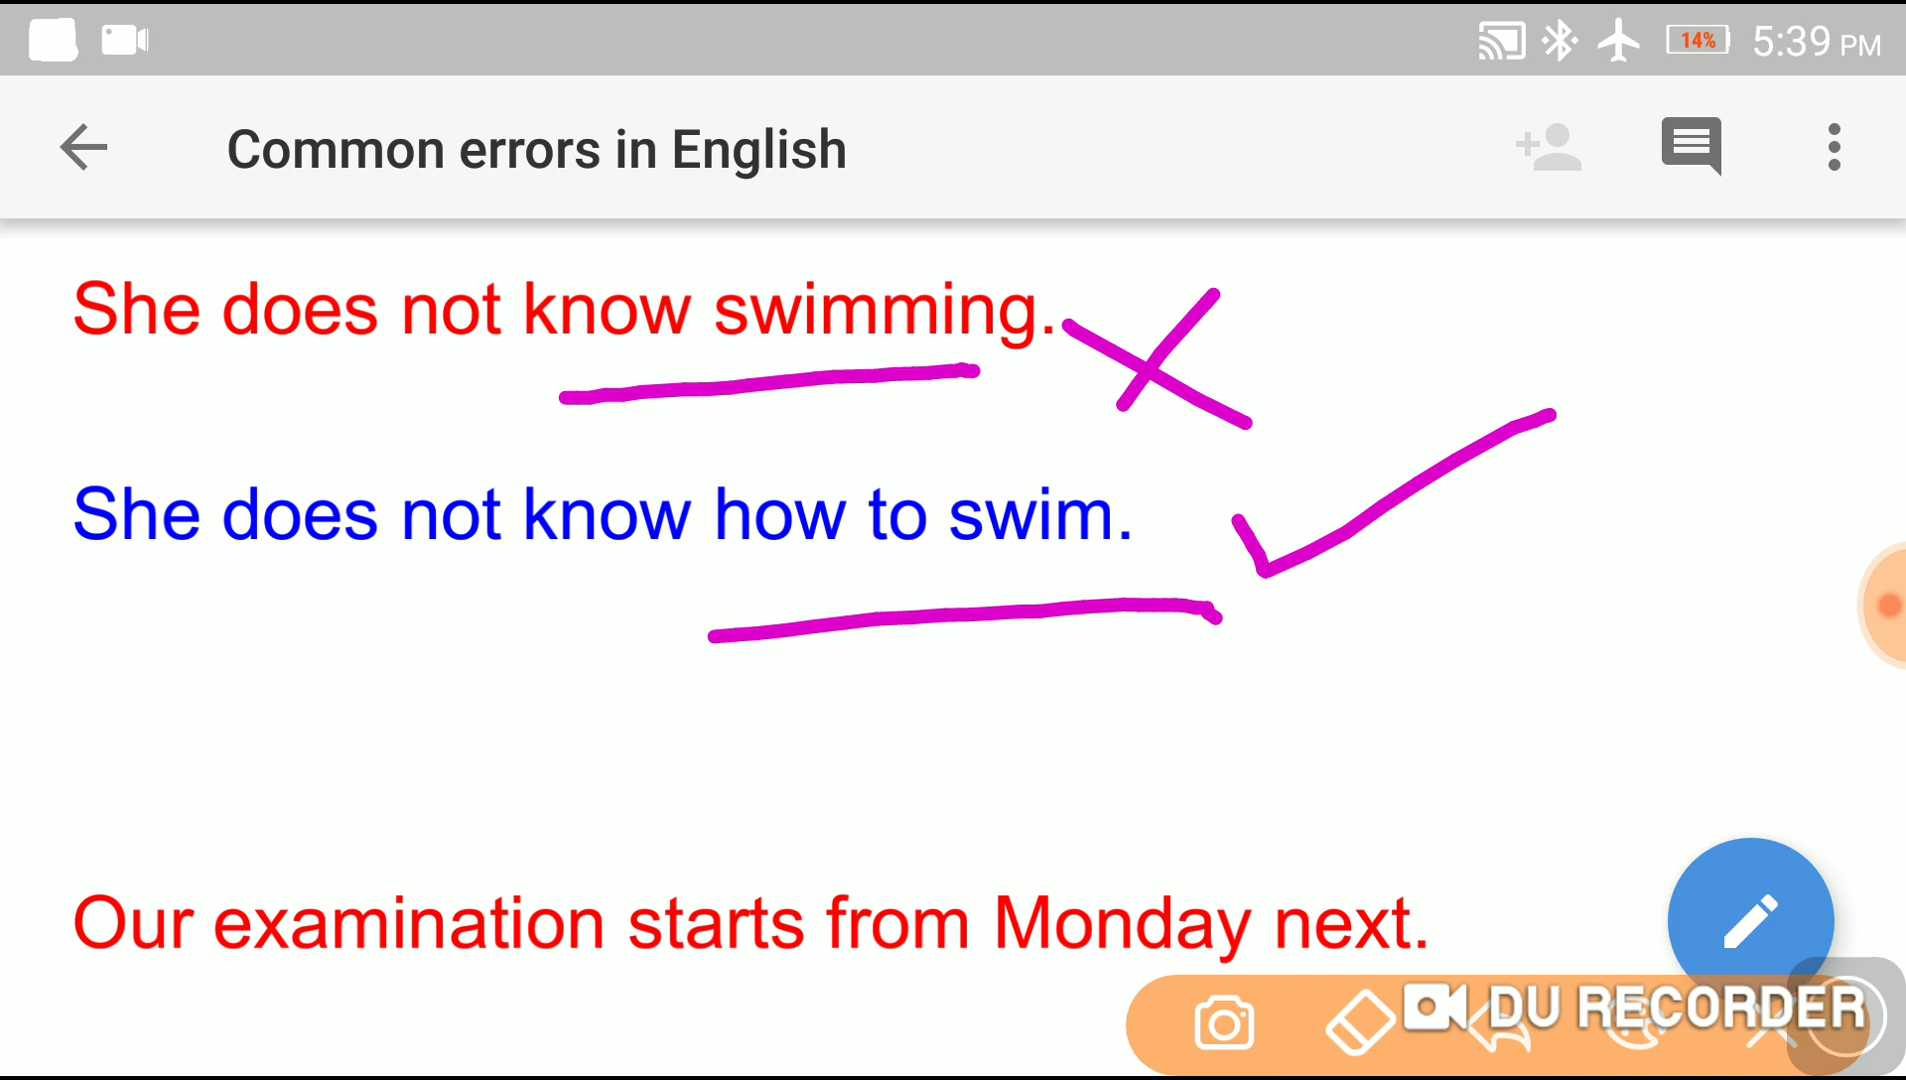 14% 5:39 PM
Common errors in English
She does not know swimming.
She does not know how to swim.
Our examination starts from Monday next.
DU RECORDER